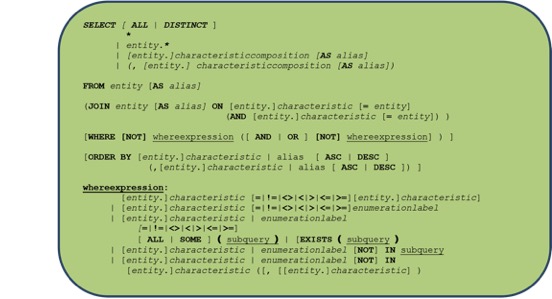 SELECT [ ALL | DISTINCT ]
*
| entity.*
| [entity.]characteristiccomposition [AS alias]
| (, [entity.] characteristiccomposition [AS alias])
FROM entity [AS alias]
(JOIN entity [AS alias] ON [entity.]characteristic [= entity]
(AND [entity.]characteristic [= entity]) )
[WHERE [NOT] whereexpression ([ AND | OR ] [NOT] whereexpression] ) ]
[ORDER BY [entity.]characteristic | alias [ ASC | DESC ]
(,[entity.]characteristic | alias [ ASC | DESC ]) ]
whereexpression:
[entity.]characteristic [=|!=|<>|<|>|<=|>=][entity.]characteristic]
| [entity.]characteristic [=|!=|<>|<|>|<=|>=]enumerationlabel
| [entity.]characteristic | enumerationlabel
[=|!=|<>|<|>|<=|>=]
[ ALL | SOME ] ( subquery ) | [EXISTS ( subquery )
| [entity.]characteristic | enumerationlabel [NOT] IN subquery
| [entity.]characteristic | enumerationlabel [NOT] IN
[entity.]characteristic ([, [[entity.]characteristic] )